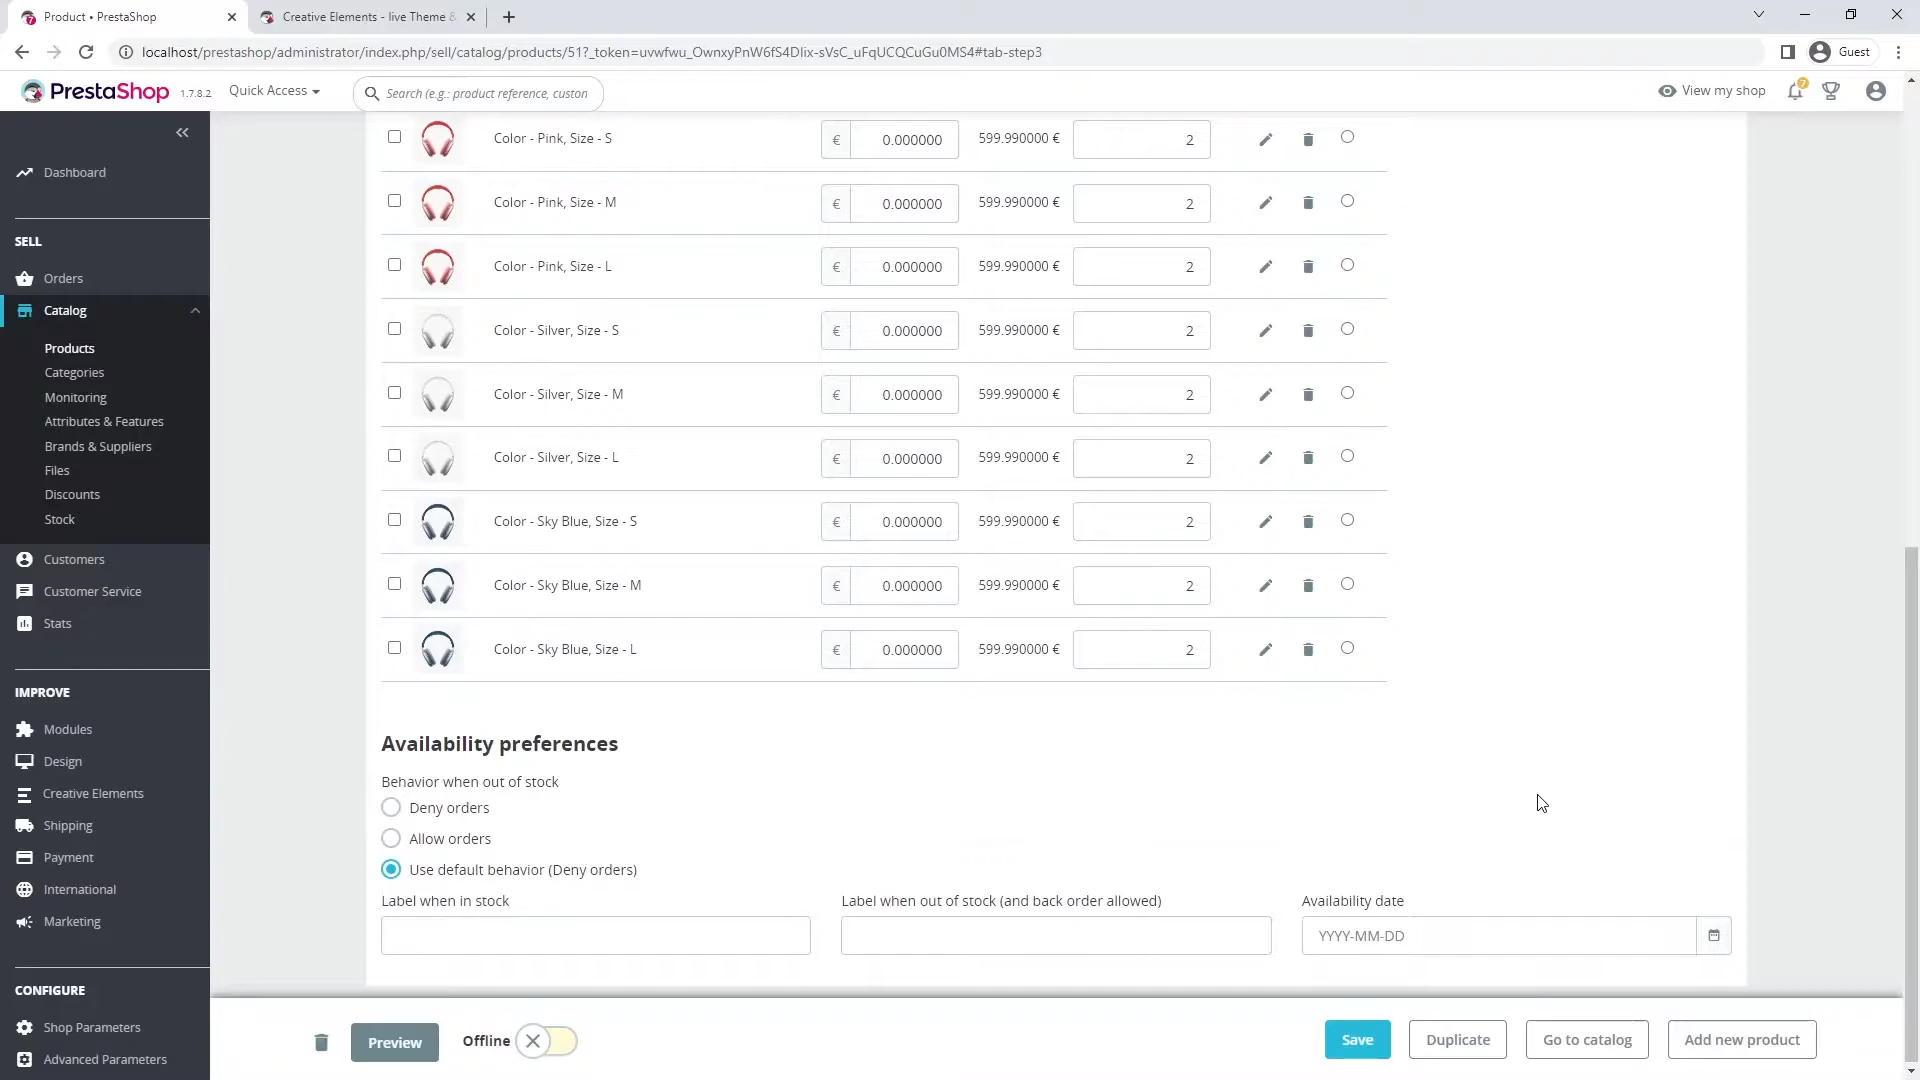 Product • PrestaShop
Creative Elements - live Theme &
localhost/prestashop/administrator/index.php/sell/catalog/products/51?_token=uvwfwu_OwnxyPnW6fS4Dlix-sVsC_uFqUCQCuGu0MS4#tab-step3
Guest
PrestaShop 1.7.8.2
Quick Access
Search (e.g.: product reference, custon
View my shop
7
Dashboard
SELL
Orders
Catalog
Products
Categories
Monitoring
Attributes & Features
Brands & Suppliers
Files
Discounts
Stock
Customers
Customer Service
Stats
IMPROVE
Modules
Design
Creative Elements
Shipping
Payment
International
Marketing
CONFIGURE
Shop Parameters
Advanced Parameters
Color - Pink, Size - S € 0.000000 599.990000 € 2
Color - Pink, Size - M € 0.000000 599.990000 € 2
Color - Pink, Size - L € 0.000000 599.990000 € 2
Color - Silver, Size - S € 0.000000 599.990000 € 2
Color - Silver, Size - M € 0.000000 599.990000 € 2
Color - Silver, Size - L € 0.000000 599.990000 € 2
Color - Sky Blue, Size - S € 0.000000 599.990000 € 2
Color - Sky Blue, Size - M € 0.000000 599.990000 € 2
Color - Sky Blue, Size - L € 0.000000 599.990000 € 2
Availability preferences
Behavior when out of stock
Deny orders
Allow orders
Use default behavior (Deny orders)
Label when in stock
Label when out of stock (and back order allowed)
Availability date
YYYY-MM-DD
Preview
Offline
Save
Duplicate
Go to catalog
Add new product